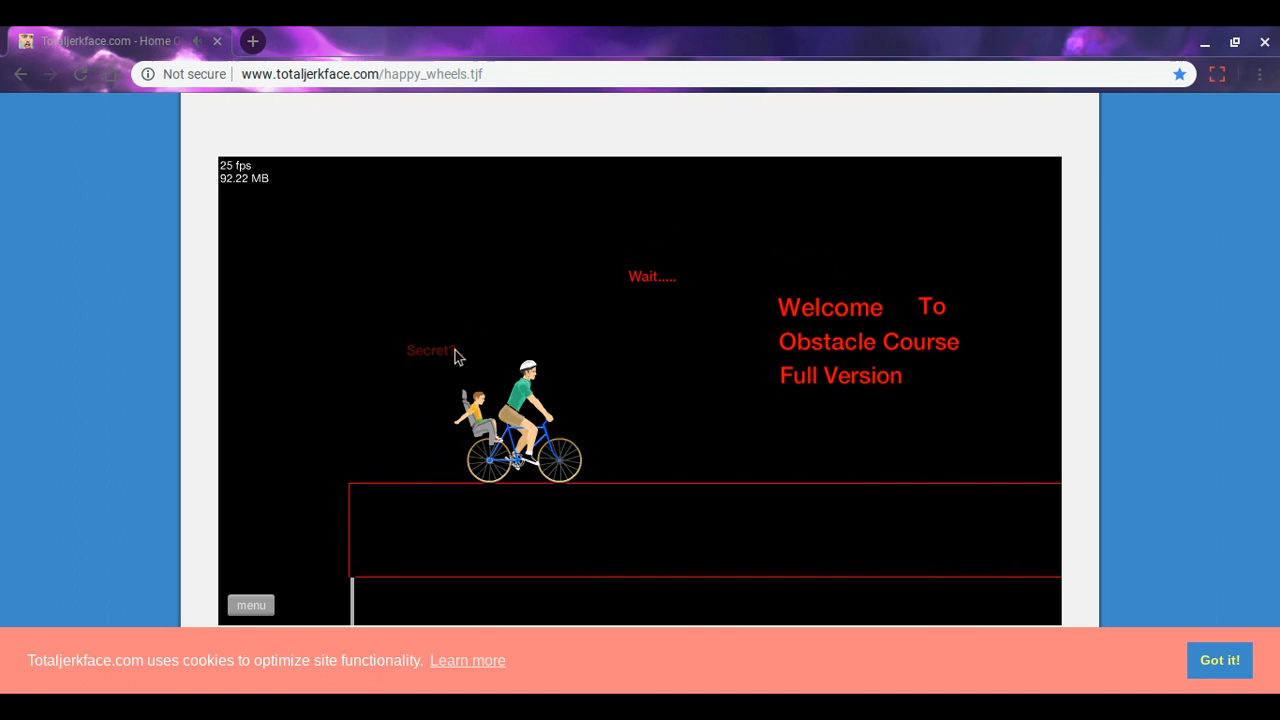 Totaljerkface.com - Home O
Not secure
www.totaljerkface.com/happy_wheels.tjf
25 fps
92.22 MB
Wait.....
Welcome To
Obstacle Course
Full Version
Secret?
menu
Totaljerkface.com uses cookies to optimize site functionality. Learn more
Got it!